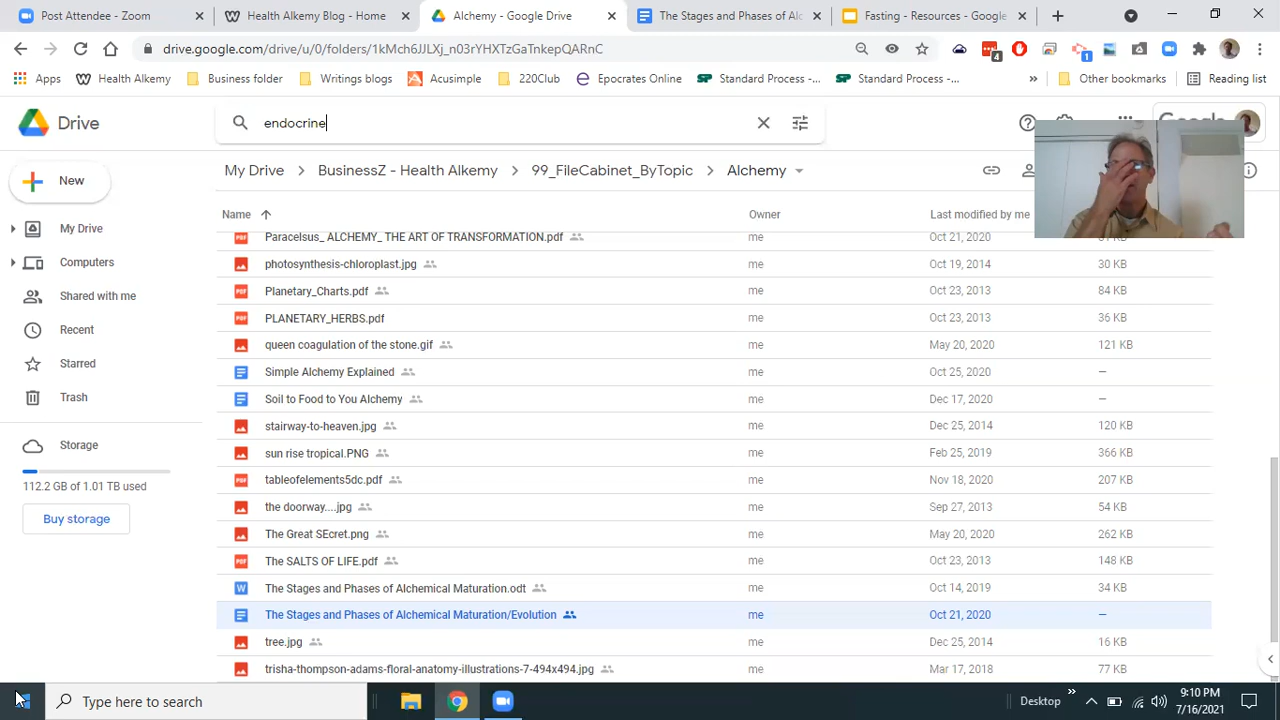 Post Attendee - Zoom
Health Alkemy Blog - Home
Alchemy - Google Drive
The Stages and Phases of Al
Fasting - Resources - Google
drive.google.com/drive/u/0/folders/1kMch6JJLXj_n03rYHXTzGaTnkepQARnC
4
1
Apps
Health Alkemy
Business folder
Writings blogs
Acusimple
220Club
Epocrates Online
Standard Process -...
Standard Process -...
Other bookmarks
Reading list
Drive
endocrine
New
My Drive
BusinessZ - Health Alkemy
99_FileCabinet_ByTopic
Alchemy
Name
Owner
Last modified by me
My Drive
Computers
Shared with me
Recent
Starred
Trash
Storage
112.2 GB of 1.01 TB used
Buy storage
Paracelsus_ ALCHEMY_ THE ART OF TRANSFORMATION.pdf me Oct 21, 2020
photosynthesis-chloroplast.jpg me Oct 19, 2014 30 KB
Planetary_Charts.pdf me Oct 23, 2013 84 KB
PLANETARY_HERBS.pdf me Oct 23, 2013 36 KB
queen coagulation of the stone.gif me May 20, 2020 121 KB
Simple Alchemy Explained me Oct 25, 2020 —
Soil to Food to You Alchemy me Dec 17, 2020 —
stairway-to-heaven.jpg me Dec 25, 2014 120 KB
sun rise tropical.PNG me Feb 25, 2019 366 KB
tableofelements5dc.pdf me Nov 18, 2020 207 KB
the doorway....jpg me Sep 27, 2013 54 KB
The Great SEcret.png me May 20, 2020 262 KB
The SALTS OF LIFE.pdf me Oct 23, 2013 148 KB
The Stages and Phases of Alchemical Maturation.odt me Oct 14, 2019 34 KB
The Stages and Phases of Alchemical Maturation/Evolution me Oct 21, 2020 —
tree.jpg me Dec 25, 2014 16 KB
trisha-thompson-adams-floral-anatomy-illustrations-7-494x494.jpg me Mar 17, 2018 77 KB
Type here to search
Desktop
9:10 PM
7/16/2021